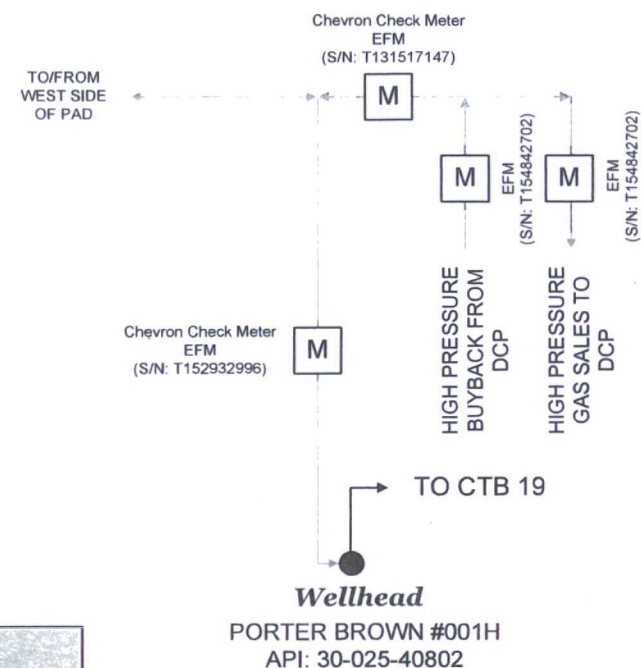 Chevron Check Meter
EFM
(S/N: T131517147)
TO/FROM
WEST SIDE
OF PAD
M
M
EFM
(S/N: T154842702)
M
EFM
(S/N: T154842702)
HIGH PRESSURE
BUYBACK FROM
DCP
HIGH PRESSURE
GAS SALES TO
DCP
Chevron Check Meter
EFM
(S/N: T152932996)
M
TO CTB 19
Wellhead
PORTER BROWN #001H
API: 30-025-40802